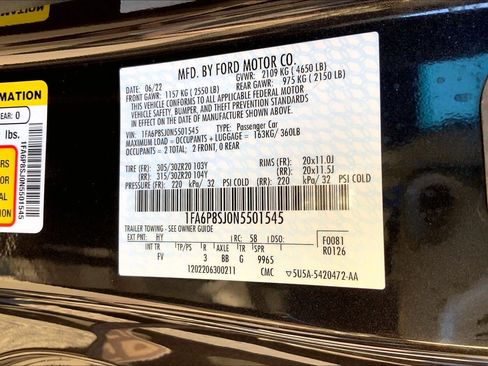 MFD. BY FORD MOTOR CO.
06/22 GVWR: 2109 KG ( 4650 LB)
FRONT GAWR: 1157 KG ( 2550 LB) REAR GAWR: 975 KG ( 2150 LB)
THIS VEHICLE CONFORMS TO ALL APPLICABLE FEDERAL MOTOR
VEHICLE SAFETY, BUMPER, AND THEFT PREVENTION STANDARDS
IN EFFECT ON THE DATE OF MANUFACTURE SHOWN ABOVE.
VIN: 1FA6P8SJ0N5501545 TYPE: Passenger Car
MAXIMUM LOAD = OCCUPANTS + LUGGAGE = 163KG/ 360LB
OCCUPANTS = 2 TOTAL: 2 FRONT, 0 REAR
TIRE (FR): 305/30ZR20 103Y RIMS (FR): 20x11.0J
(RR): 315/30ZR20 104Y (RR): 20x11.5J
PRESSURE (FR): 220 kPa/ 32 PSI COLD (RR): 220 kPa/ 32 PSI COLD
1FA6P8SJ0N5501545
TRAILER TOWING - SEE OWNER GUIDE
EXT PNT: HY RC: 58 DSO: F0081
INT TR TP/PS R AXLE TR SPR R0126
FV 3 BB G 9965
1202206300211 CMC 5U5A-5420472-AA
ORMATION
EAR: 0
lbs.
1FA6P8SJ0N5501545